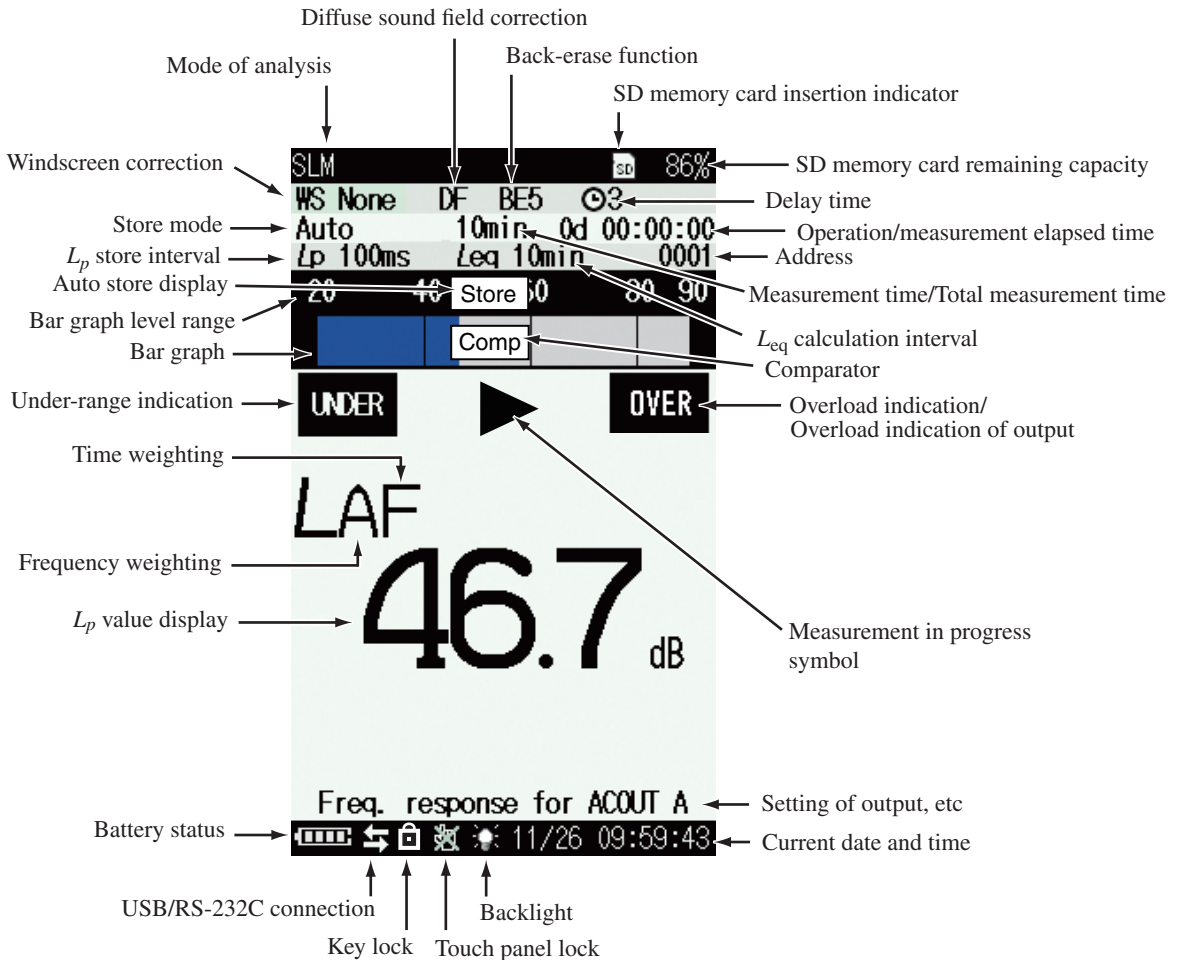 Diffuse sound field correction
Back-erase function
Mode of analysis
SD memory card insertion indicator
SLM SD 86%
SD memory card remaining capacity
Windscreen correction
WS None DF BE5 3
Delay time
Store mode
Auto 10min 0d 00:00:00
Operation/measurement elapsed time
Lp store interval
Lp 100ms Leq 10min 0001
Address
Auto store display
20 40 Store 60 80 90
Measurement time/Total measurement time
Bar graph level range
Leq calculation interval
Bar graph
Comp
Comparator
Under-range indication
UNDER OVER
Overload indication/
Overload indication of output
Time weighting
LAF
Frequency weighting
Lp value display
46.7 dB
Measurement in progress
symbol
Freq. response for ACOUT A
Setting of output, etc
Battery status
11/26 09:59:43
Current date and time
USB/RS-232C connection
Backlight
Key lock
Touch panel lock